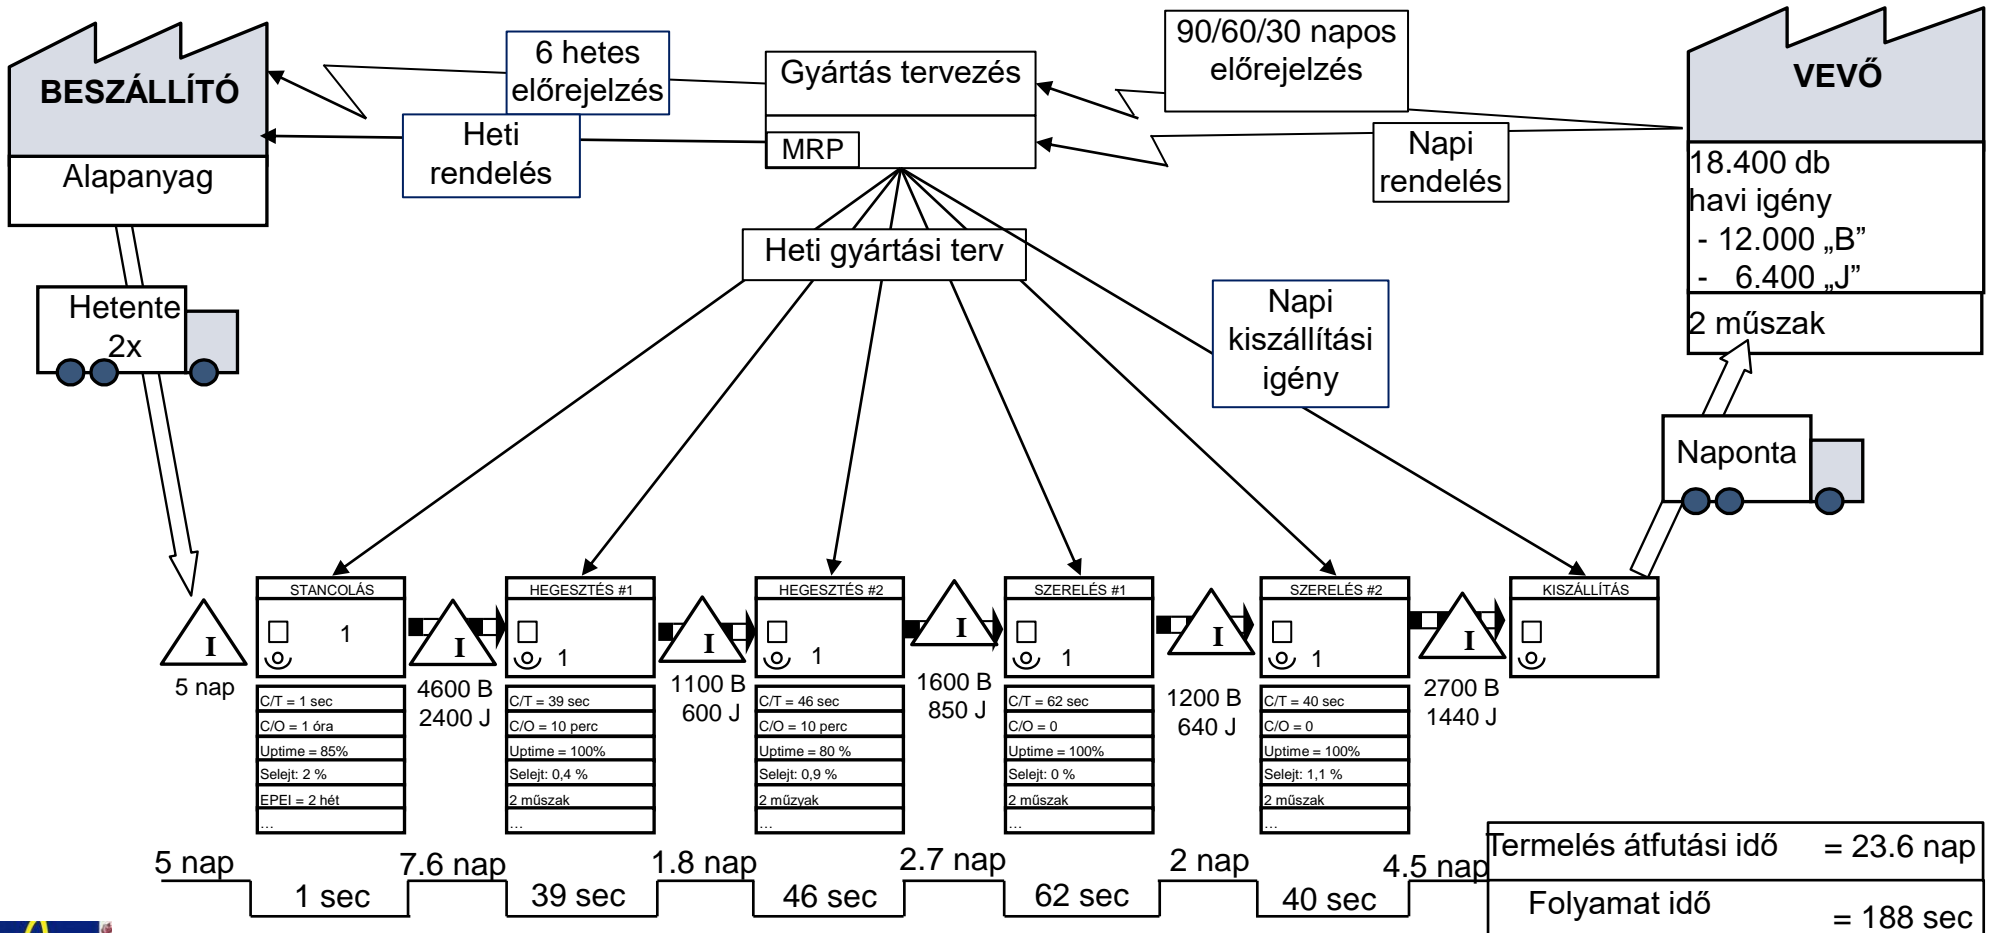 BESZÁLLÍTÓ
Alapanyag
6 hetes
előrejelzés
Heti
rendelés
Gyártás tervezés
MRP
90/60/30 napos
előrejelzés
Napi
rendelés
VEVŐ
18.400 db
havi igény
- 12.000 „B”
- 6.400 „J”
2 műszak
Hetente
2x
Heti gyártási terv
Napi
kiszállítási
igény
Naponta
I
5 nap
STANCOLÁS
1
C/T = 1 sec
C/O = 1 óra
Uptime = 85%
Selejt: 2 %
EPEI = 2 hét
...
I
4600 B
2400 J
HEGESZTÉS #1
1
C/T = 39 sec
C/O = 10 perc
Uptime = 100%
Selejt: 0,4 %
2 műszak
...
I
1100 B
600 J
HEGESZTÉS #2
1
C/T = 46 sec
C/O = 10 perc
Uptime = 80 %
Selejt: 0,9 %
2 műzyak
...
I
1600 B
850 J
SZERELÉS #1
1
C/T = 62 sec
C/O = 0
Uptime = 100%
Selejt: 0 %
2 műszak
...
I
1200 B
640 J
SZERELÉS #2
1
C/T = 40 sec
C/O = 0
Uptime = 100%
Selejt: 1,1 %
2 műszak
...
I
2700 B
1440 J
KISZÁLLÍTÁS
5 nap
1 sec
7.6 nap
39 sec
1.8 nap
46 sec
2.7 nap
62 sec
2 nap
40 sec
4.5 nap
Termelés átfutási idő = 23.6 nap
Folyamat idő = 188 sec